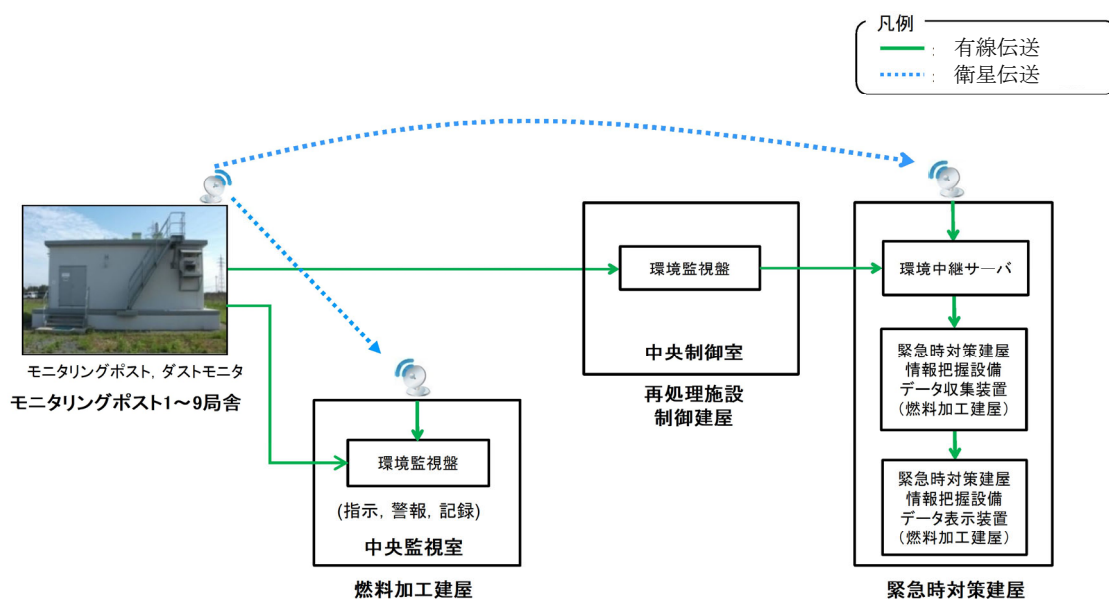 凡例
: 有線伝送
: 衛星伝送
モニタリングポスト, ダストモニタ
モニタリングポスト1～9局舎
環境監視盤
(指示, 警報, 記録)
中央監視室
燃料加工建屋
環境監視盤
中央制御室
再処理施設
制御建屋
環境中継サーバ
緊急時対策建屋
情報把握設備
データ収集装置
(燃料加工建屋)
緊急時対策建屋
情報把握設備
データ表示装置
(燃料加工建屋)
緊急時対策建屋